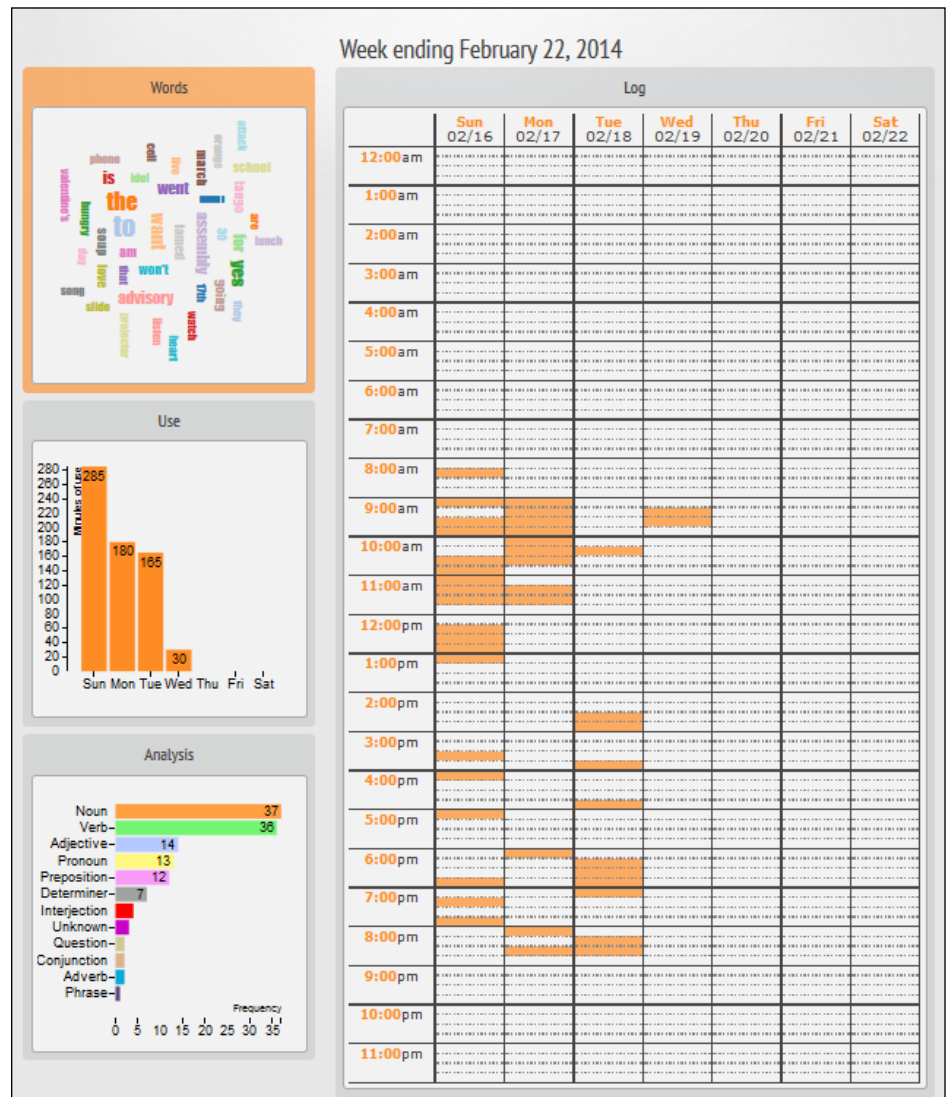 Week ending February 22, 2014
Words
attack
orange
call
phone
live
march
school
valentine's
is
idol
went
i
tango
the
hungry
are
to
want
assembly
30
for
lunch
soup
day
am
yes
love
that
won't
17th
going
song
slide
advisory
they
projector
listen
heart
watch
Use
Minutes of use
280
260
240
220
200
180
160
140
120
100
80
60
40
20
0
285
180
165
30
Sun Mon Tue Wed Thu Fri Sat
Analysis
Noun 37
Verb 36
Adjective 14
Pronoun 13
Preposition 12
Determiner 7
Interjection
Unknown
Question
Conjunction
Adverb
Phrase
Frequency
0 5 10 15 20 25 30 35
Log
Sun Mon Tue Wed Thu Fri Sat
02/16 02/17 02/18 02/19 02/20 02/21 02/22
12:00am
1:00am
2:00am
3:00am
4:00am
5:00am
6:00am
7:00am
8:00am
9:00am
10:00am
11:00am
12:00pm
1:00pm
2:00pm
3:00pm
4:00pm
5:00pm
6:00pm
7:00pm
8:00pm
9:00pm
10:00pm
11:00pm